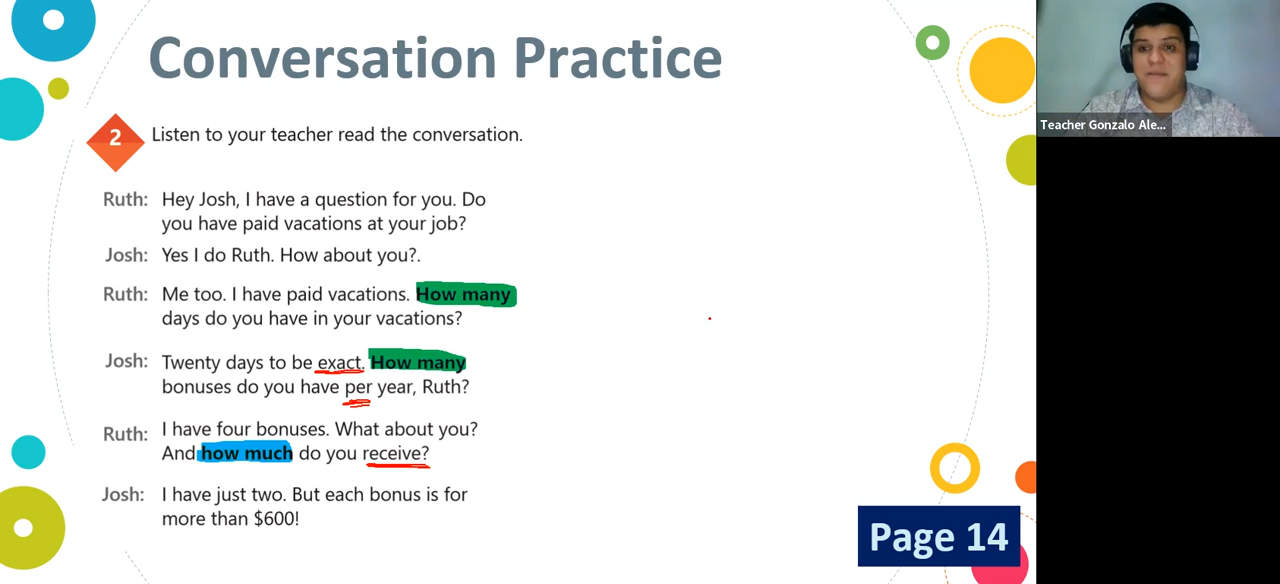 Conversation Practice
2
Listen to your teacher read the conversation.
Ruth: Hey Josh, I have a question for you. Do
you have paid vacations at your job?
Josh: Yes I do Ruth. How about you?.
Ruth: Me too. I have paid vacations. How many
days do you have in your vacations?
Josh: Twenty days to be exact. How many
bonuses do you have per year, Ruth?
Ruth: I have four bonuses. What about you?
And how much do you receive?
Josh: I have just two. But each bonus is for
more than $600!
Page 14
Teacher Gonzalo Ale...